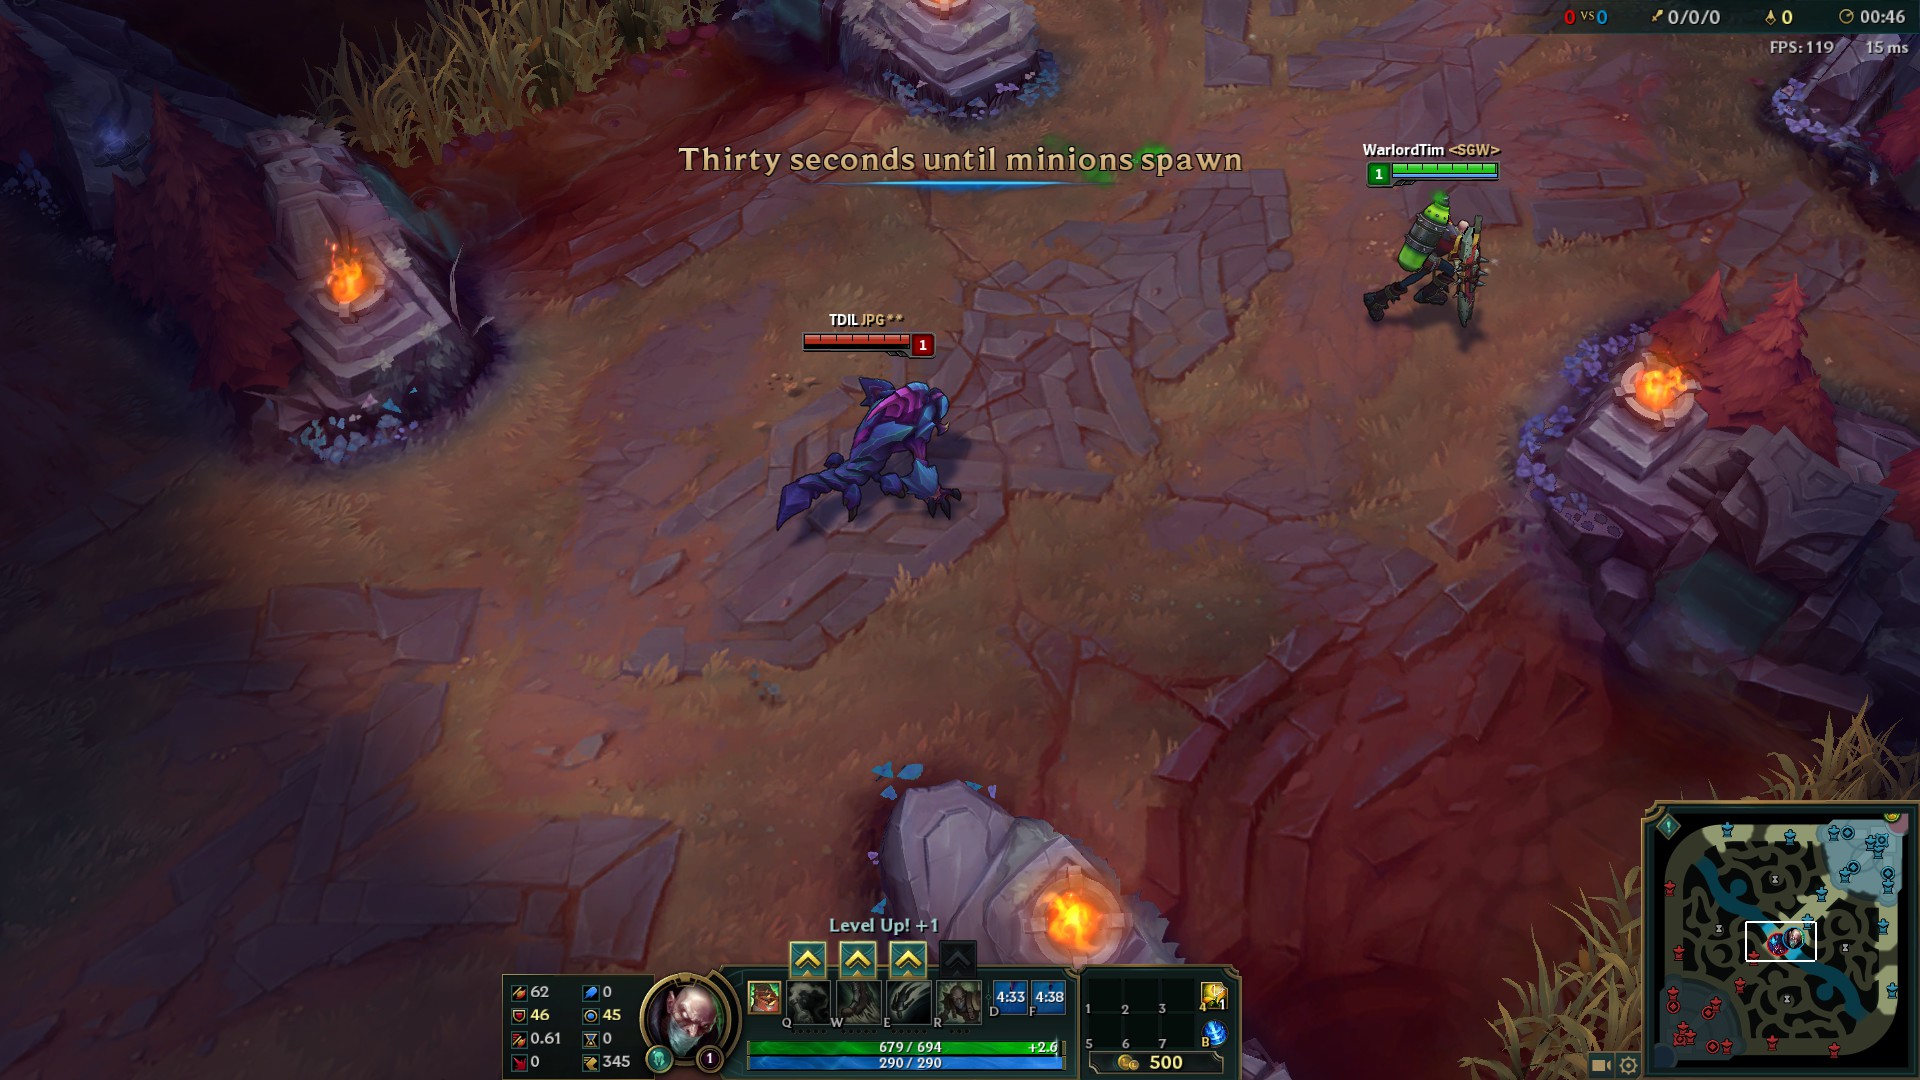 0 VS 0 0/0/0 0 00:46
FPS: 119 15 ms
Thirty seconds until minions spawn
WarlordTim <SGW>
1
TDIL JPG**
1
Level Up! +1
62 0
46 45
0.61 0
0 345
1
Q W E R
4:33 D 4:38 F
679 / 694 +2.6
290 / 290
1 2 3 4 1
5 6 7 B
500